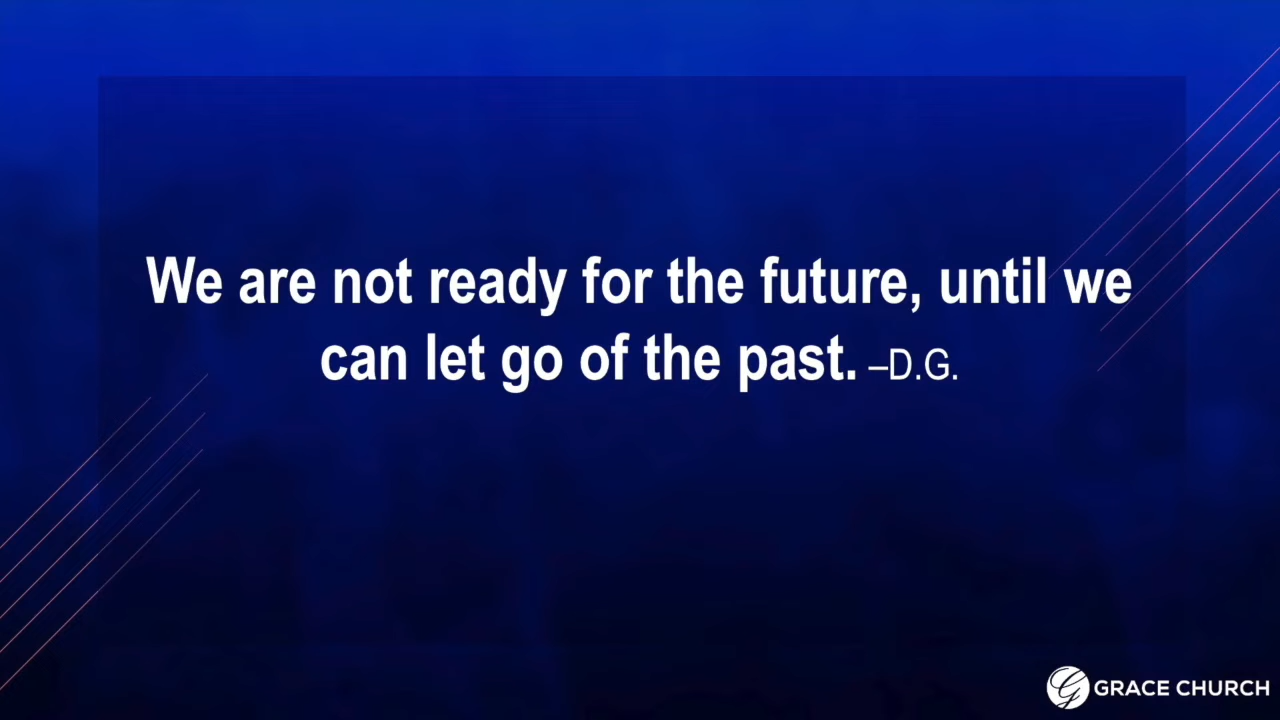 We are not ready for the future, until we
can let go of the past. –D.G.
GRACE CHURCH